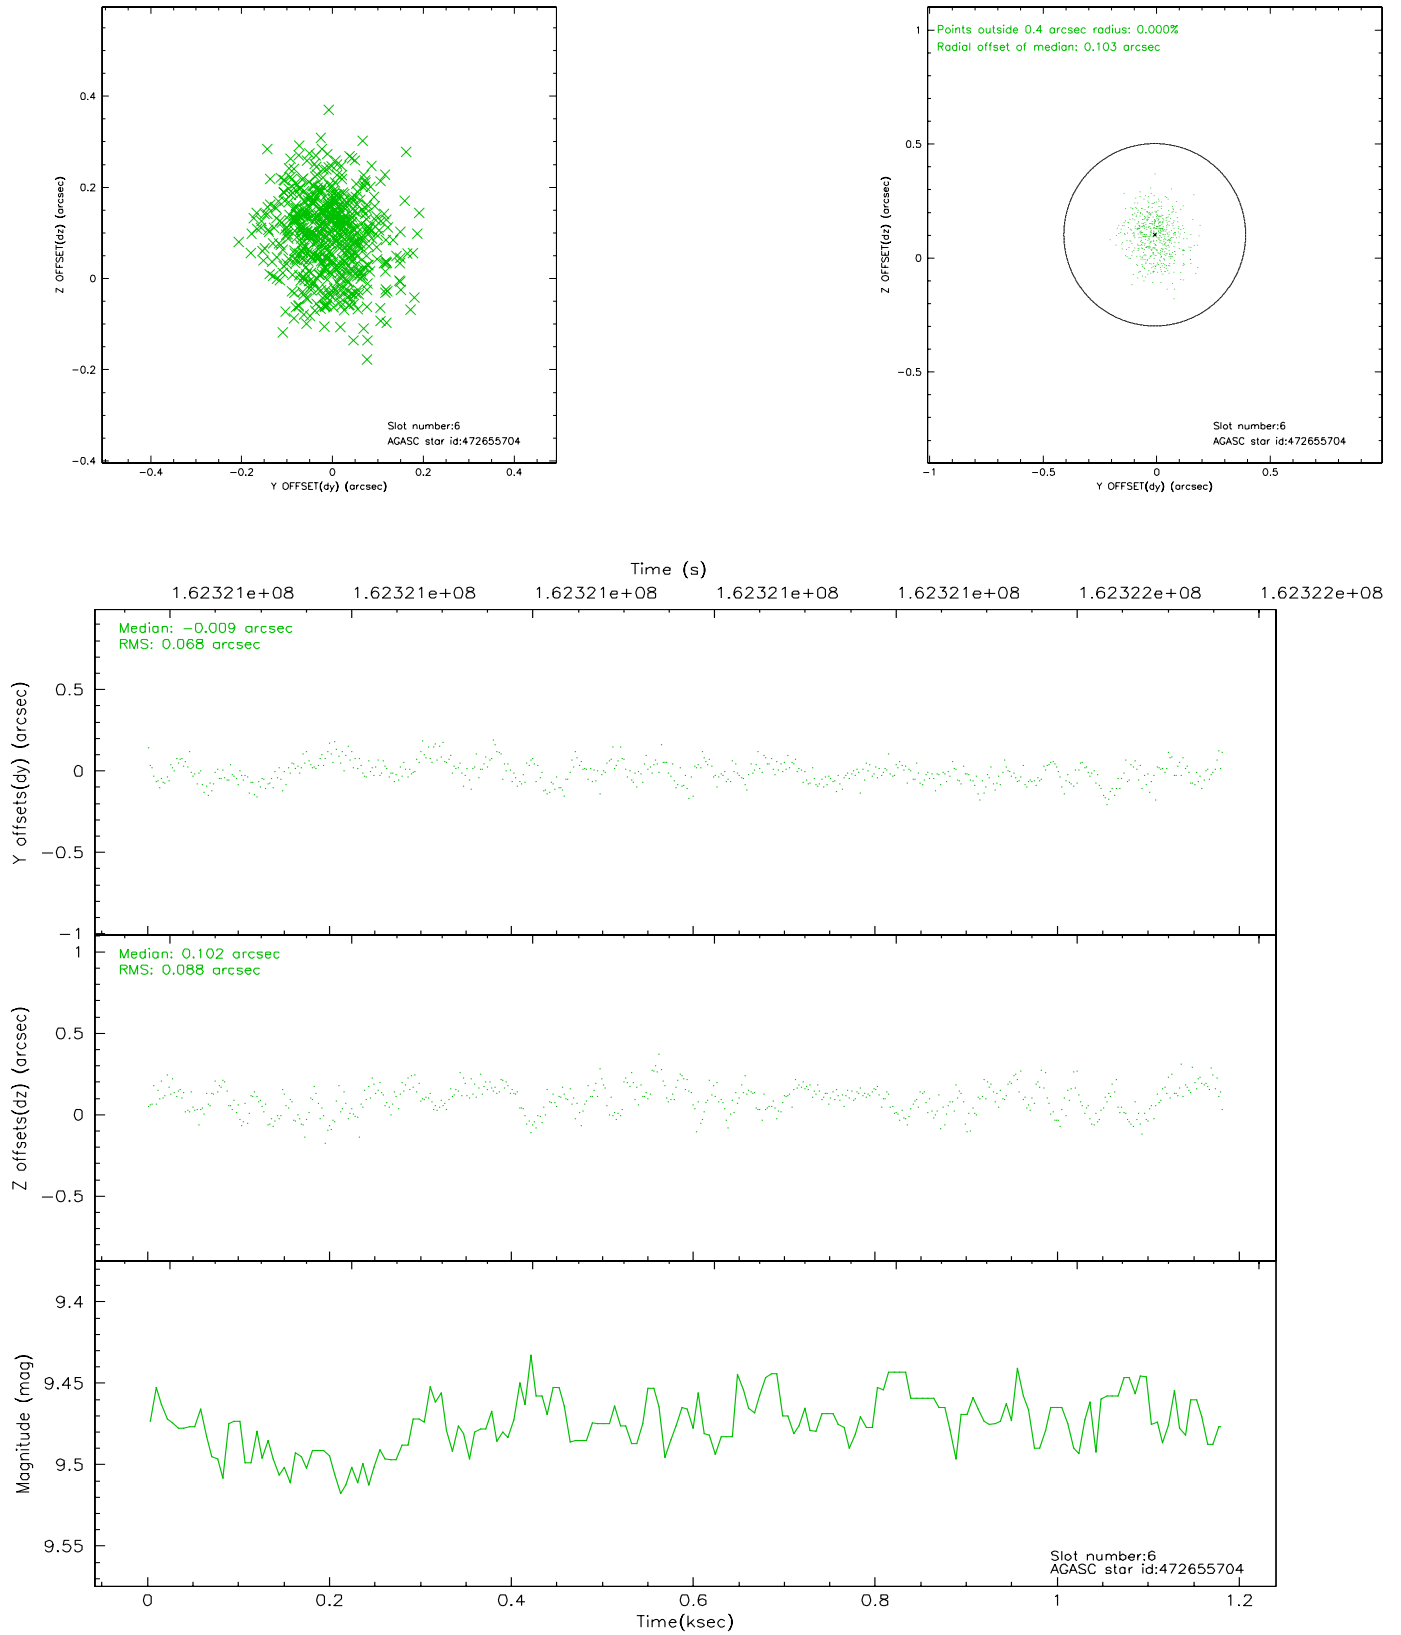 0.4
0.2
0
−0.2
−0.4
Z OFFSET(dz) (arcsec)
Slot number:6
AGASC star id:472655704
−0.4 −0.2 0 0.2 0.4
Y OFFSET(dy) (arcsec)
Points outside 0.4 arcsec radius: 0.000%
Radial offset of median: 0.103 arcsec
1
0.5
0
−0.5
Z OFFSET(dz) (arcsec)
Slot number:6
AGASC star id:472655704
−1 −0.5 0 0.5
Y OFFSET(dy) (arcsec)
Time (s)
1.62321e+08 1.62321e+08 1.62321e+08 1.62321e+08 1.62321e+08 1.62322e+08 1.62322e+08
Median: −0.009 arcsec
RMS: 0.068 arcsec
0.5
0
−0.5
−1
Y offsets(dy) (arcsec)
Median: 0.102 arcsec
RMS: 0.088 arcsec
1
0.5
0
−0.5
Z offsets(dz) (arcsec)
9.4
9.45
9.5
9.55
Magnitude (mag)
Slot number:6
AGASC star id:472655704
0 0.2 0.4 0.6 0.8 1 1.2
Time(ksec)